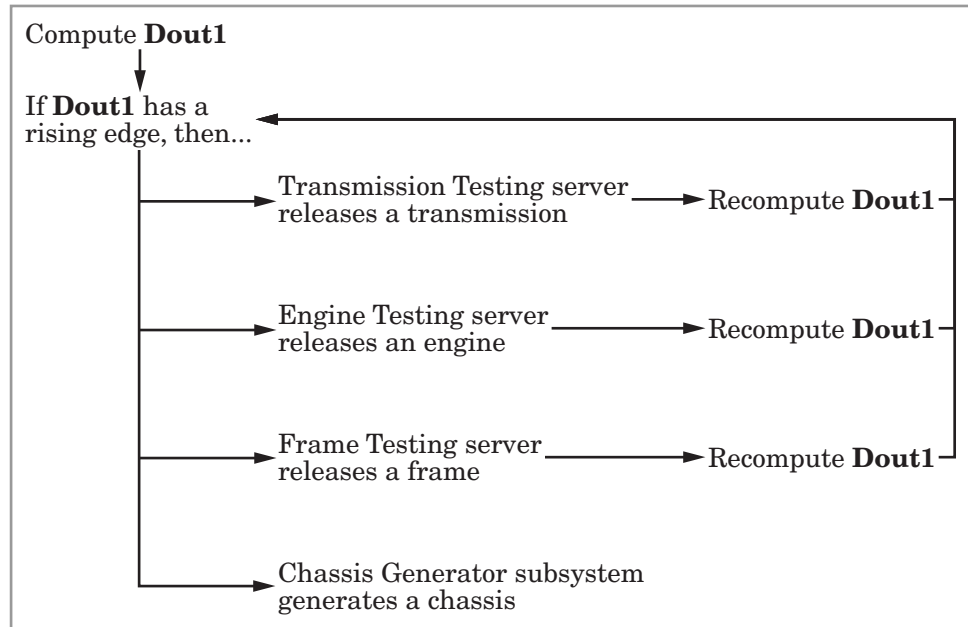 Compute Dout1
If Dout1 has a
rising edge, then...
Transmission Testing server
releases a transmission
Recompute Dout1
Engine Testing server
releases an engine
Recompute Dout1
Frame Testing server
releases a frame
Recompute Dout1
Chassis Generator subsystem
generates a chassis